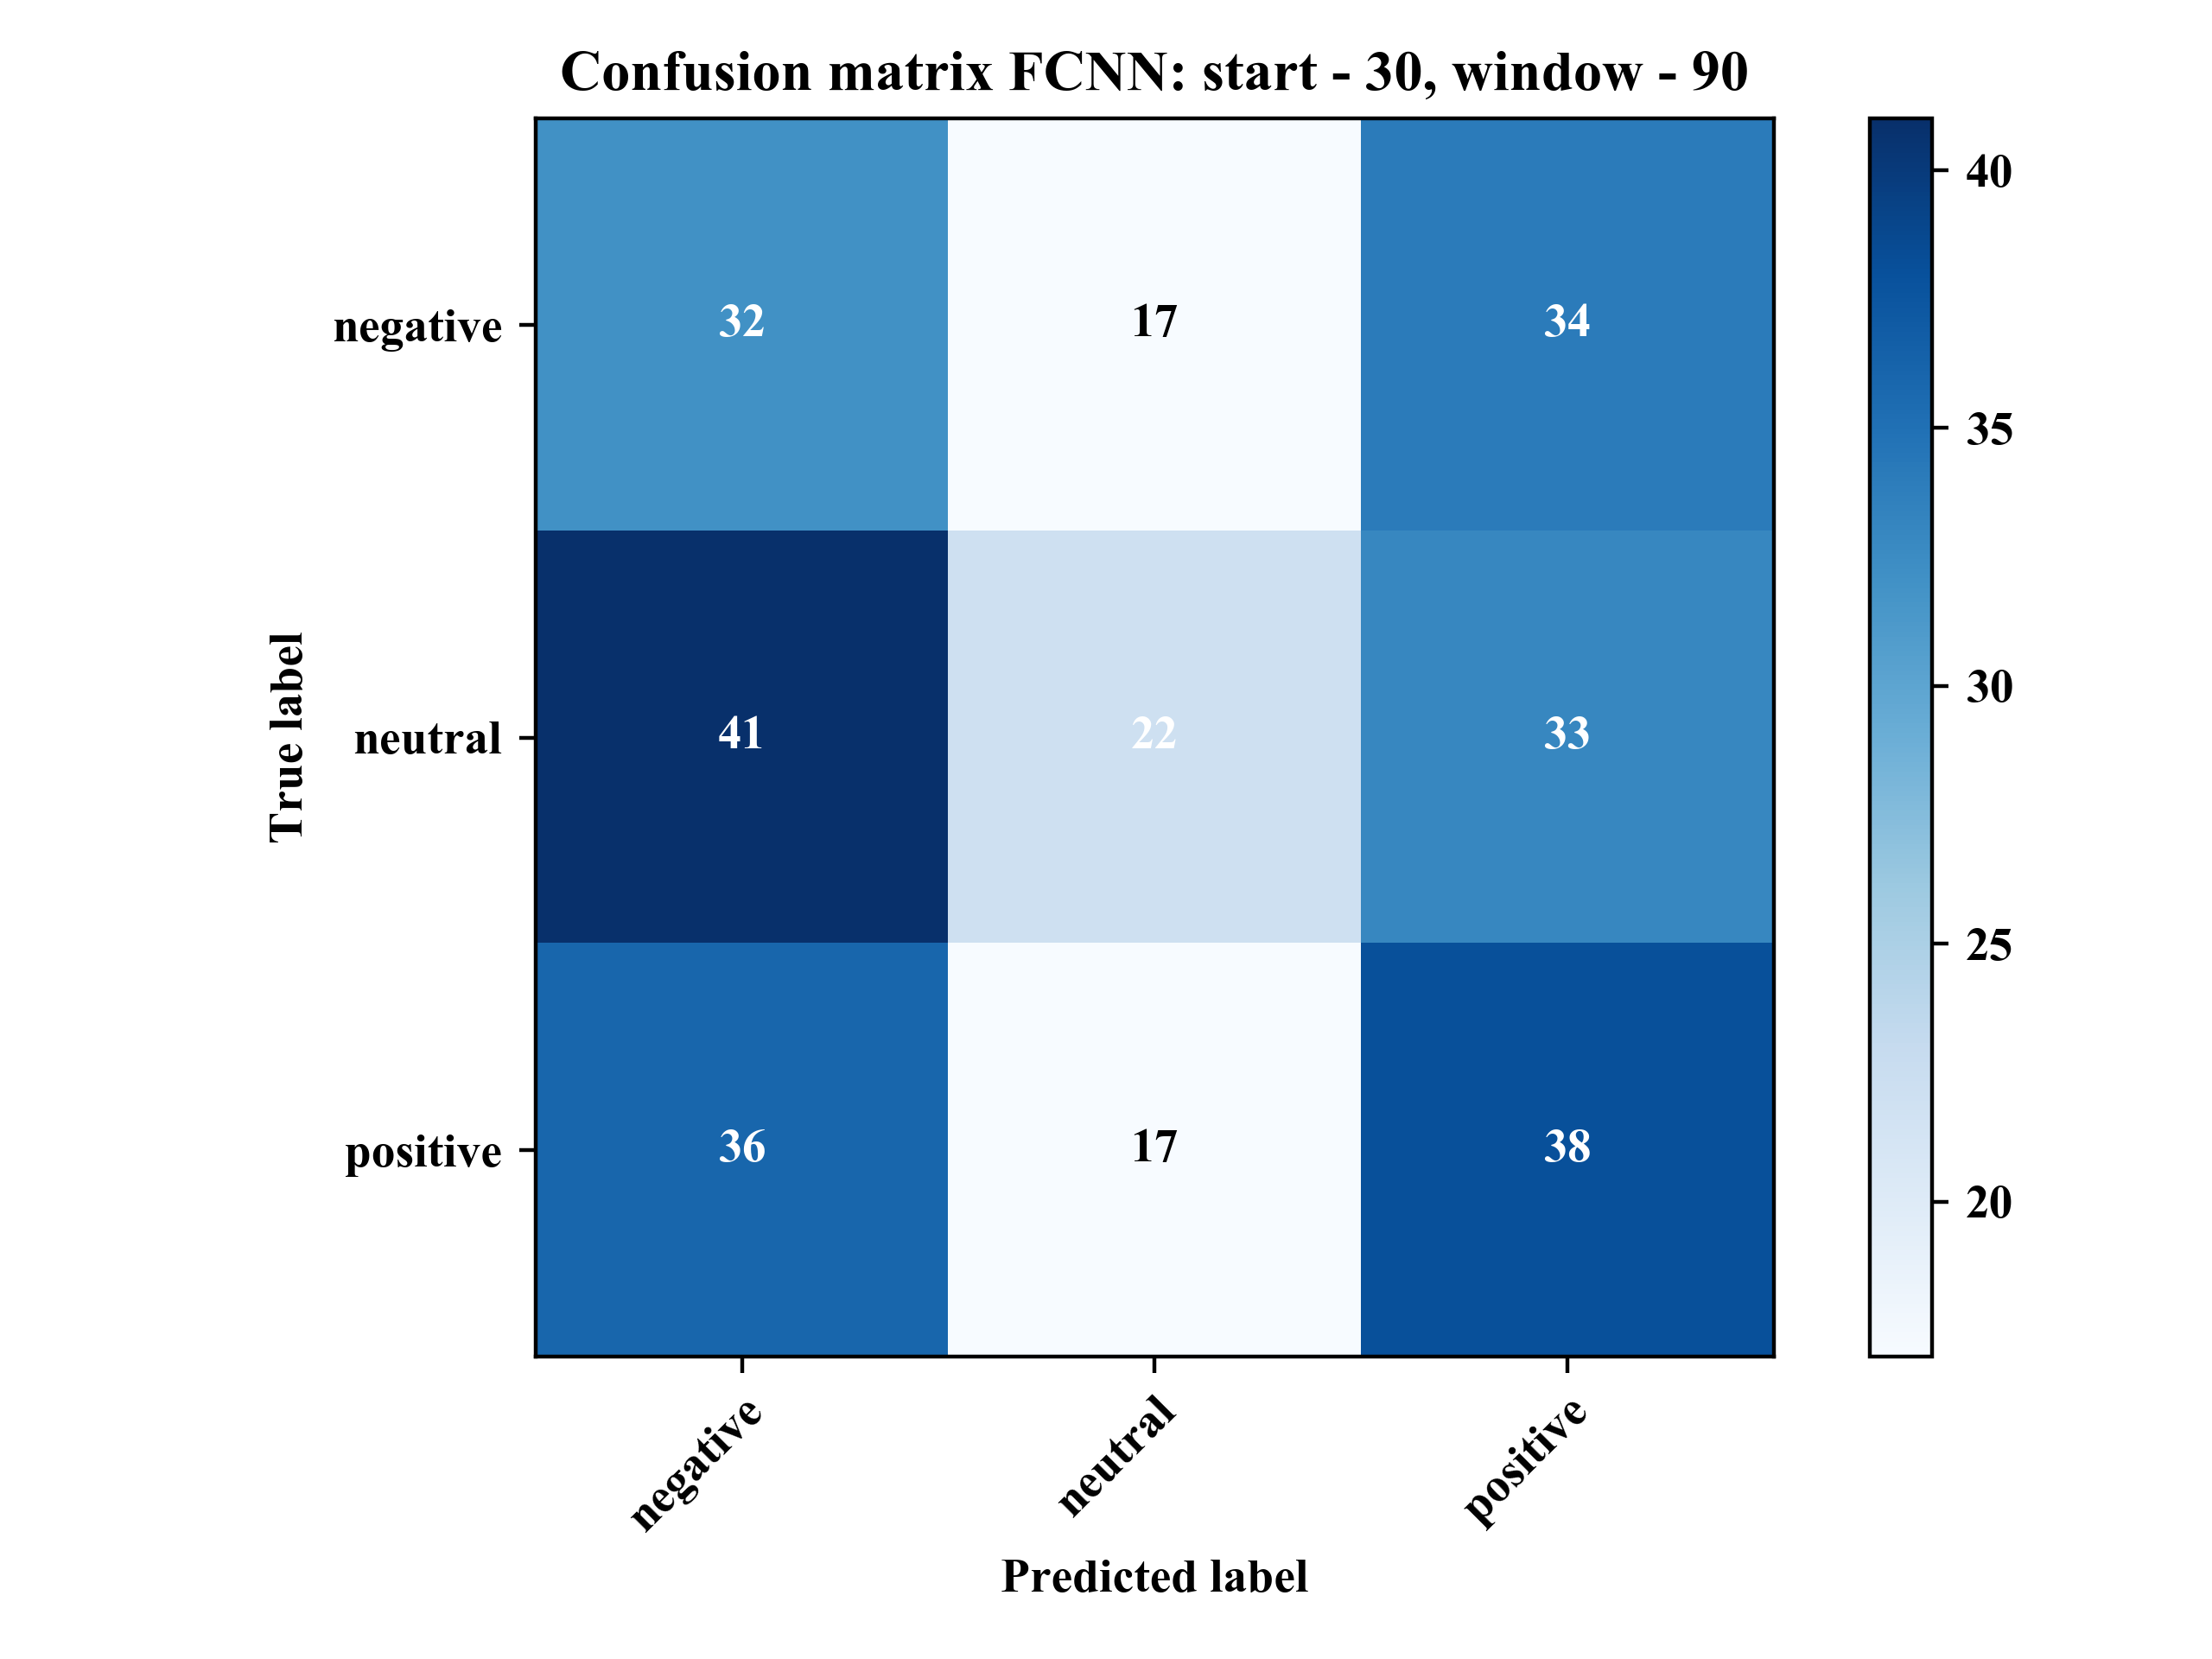 Confusion matrix FCNN: start - 30, window - 90
40
negative
32
17
34
35
True label
30
neutral
41
22
33
25
positive
36
17
38
20
negative
neutral
positive
Predicted label